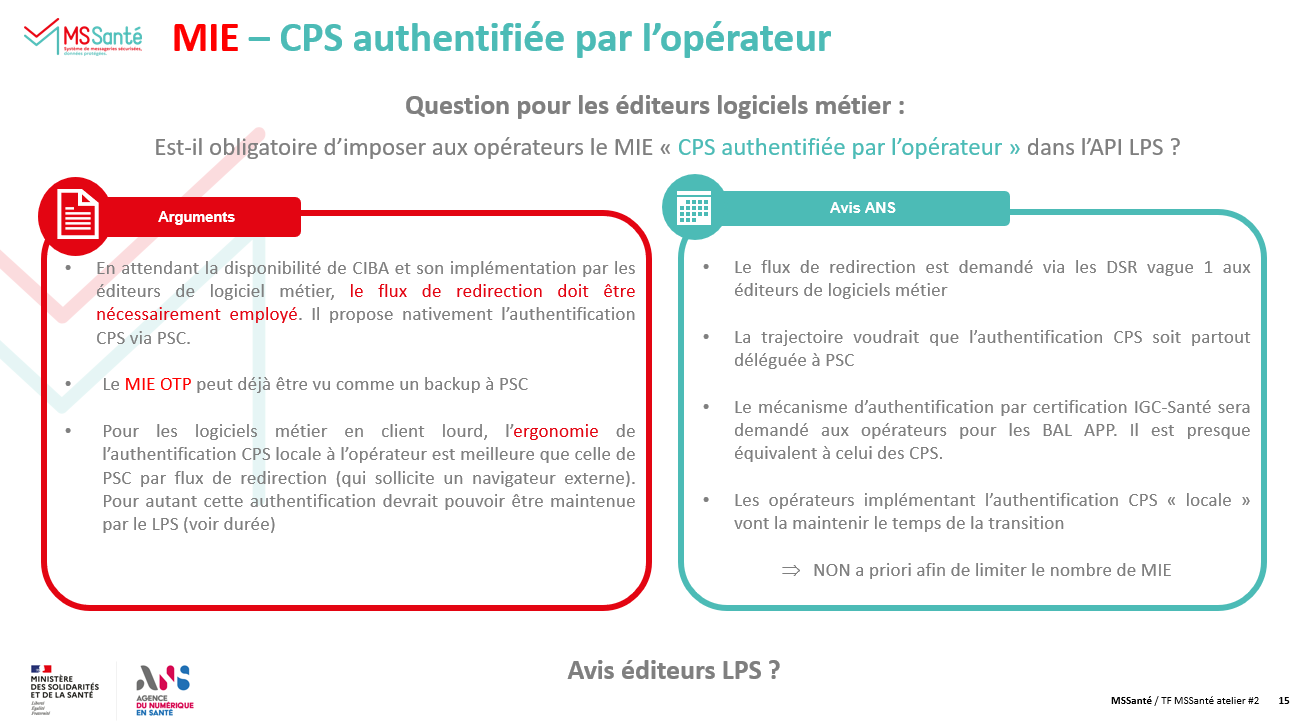 MSSanté
Système de messageries sécurisées,
données protégées.
MIE – CPS authentifiée par l’opérateur
Question pour les éditeurs logiciels métier :
Est-il obligatoire d’imposer aux opérateurs le MIE « CPS authentifiée par l’opérateur » dans l’API LPS ?
Arguments
• En attendant la disponibilité de CIBA et son implémentation par les
éditeurs de logiciel métier, le flux de redirection doit être
nécessairement employé. Il propose nativement l’authentification
CPS via PSC.
• Le MIE OTP peut déjà être vu comme un backup à PSC
• Pour les logiciels métier en client lourd, l’ergonomie de
l’authentification CPS locale à l’opérateur est meilleure que celle de
PSC par flux de redirection (qui sollicite un navigateur externe).
Pour autant cette authentification devrait pouvoir être maintenue
par le LPS (voir durée)
Avis ANS
• Le flux de redirection est demandé via les DSR vague 1 aux
éditeurs de logiciels métier
• La trajectoire voudrait que l’authentification CPS soit partout
déléguée à PSC
• Le mécanisme d’authentification par certification IGC-Santé sera
demandé aux opérateurs pour les BAL APP. Il est presque
équivalent à celui des CPS.
• Les opérateurs implémentant l’authentification CPS « locale »
vont la maintenir le temps de la transition
⇒ NON a priori afin de limiter le nombre de MIE
Avis éditeurs LPS ?
MINISTÈRE
DES SOLIDARITÉS
ET DE LA SANTÉ
Liberté
Égalité
Fraternité
ANS
AGENCE
DU NUMÉRIQUE
EN SANTÉ
MSSanté / TF MSSanté atelier #2 15